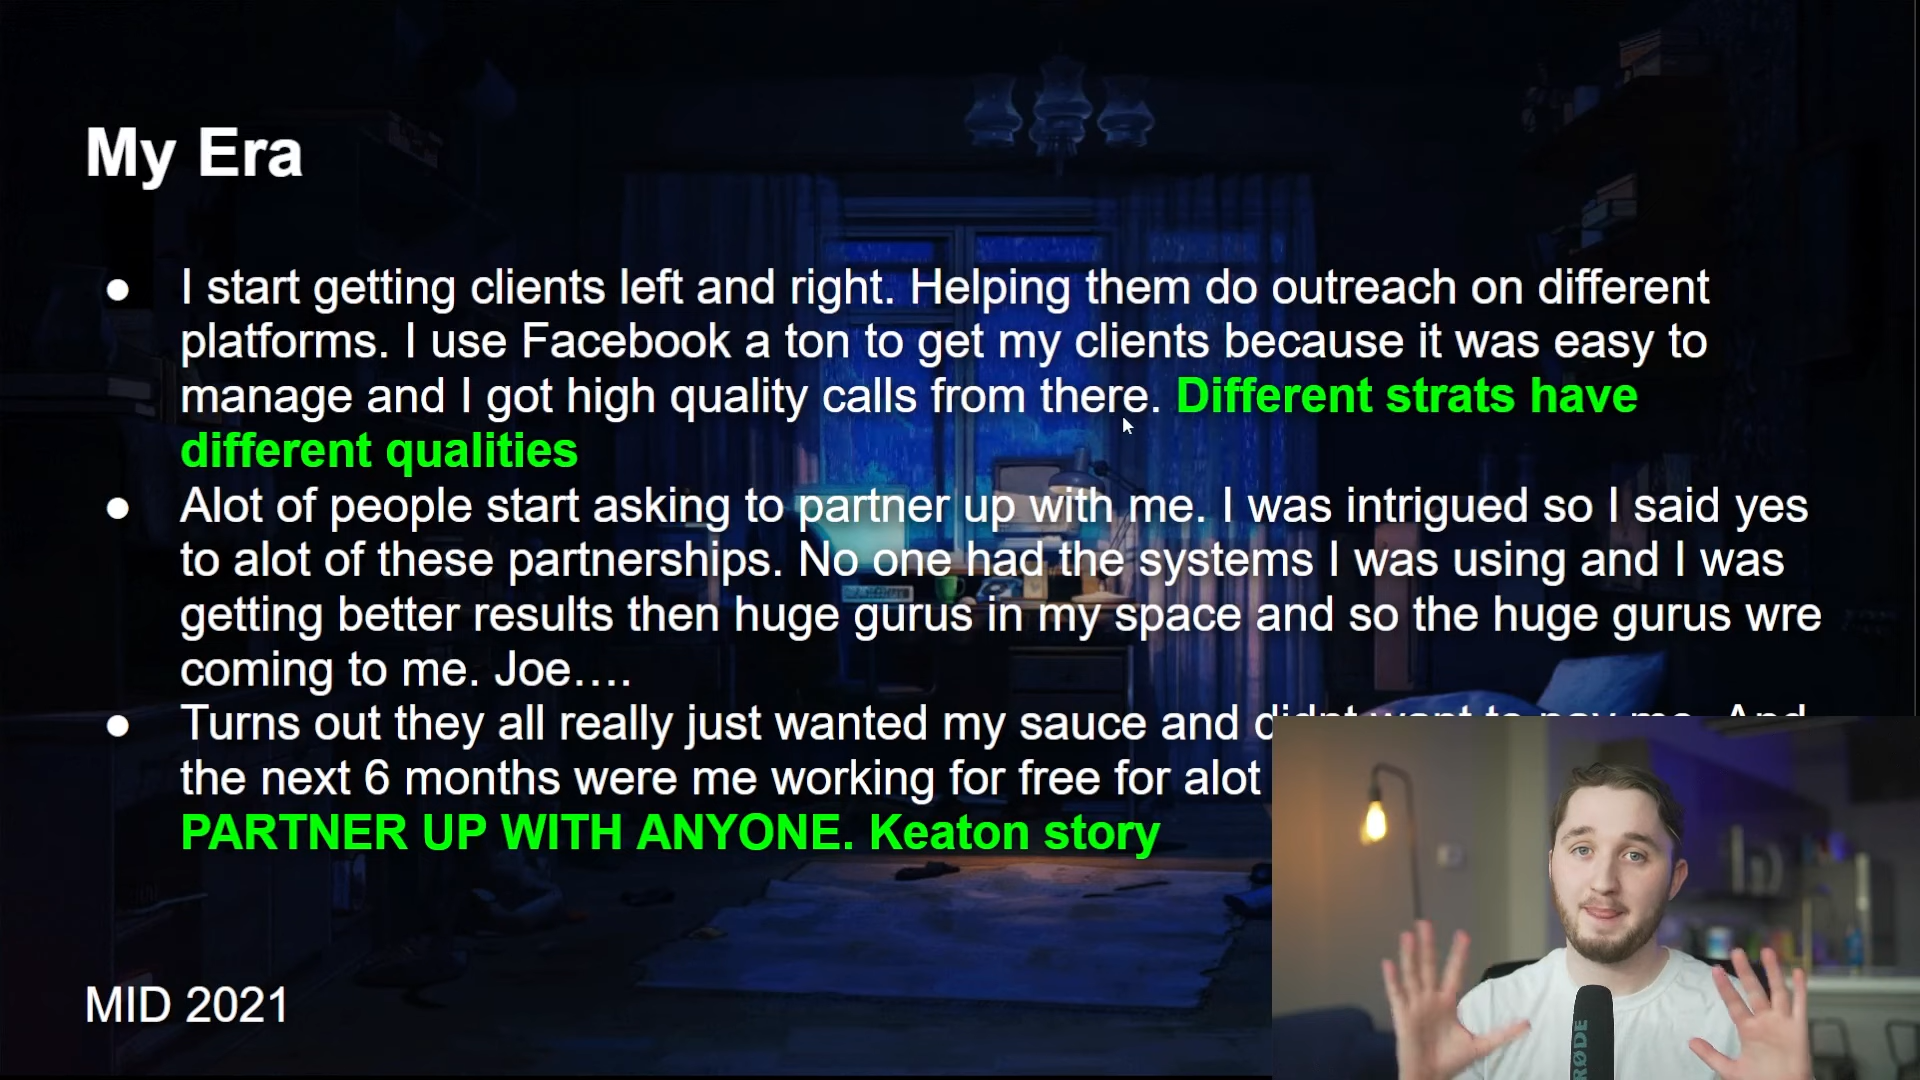 My Era
● I start getting clients left and right. Helping them do outreach on different
platforms. I use Facebook a ton to get my clients because it was easy to
manage and I got high quality calls from there. Different strats have
different qualities
● Alot of people start asking to partner up with me. I was intrigued so I said yes
to alot of these partnerships. No one had the systems I was using and I was
getting better results then huge gurus in my space and so the huge gurus wre
coming to me. Joe….
● Turns out they all really just wanted my sauce and didnt want to pay me. And
the next 6 months were me working for free for alot
PARTNER UP WITH ANYONE. Keaton story
MID 2021
RØDE